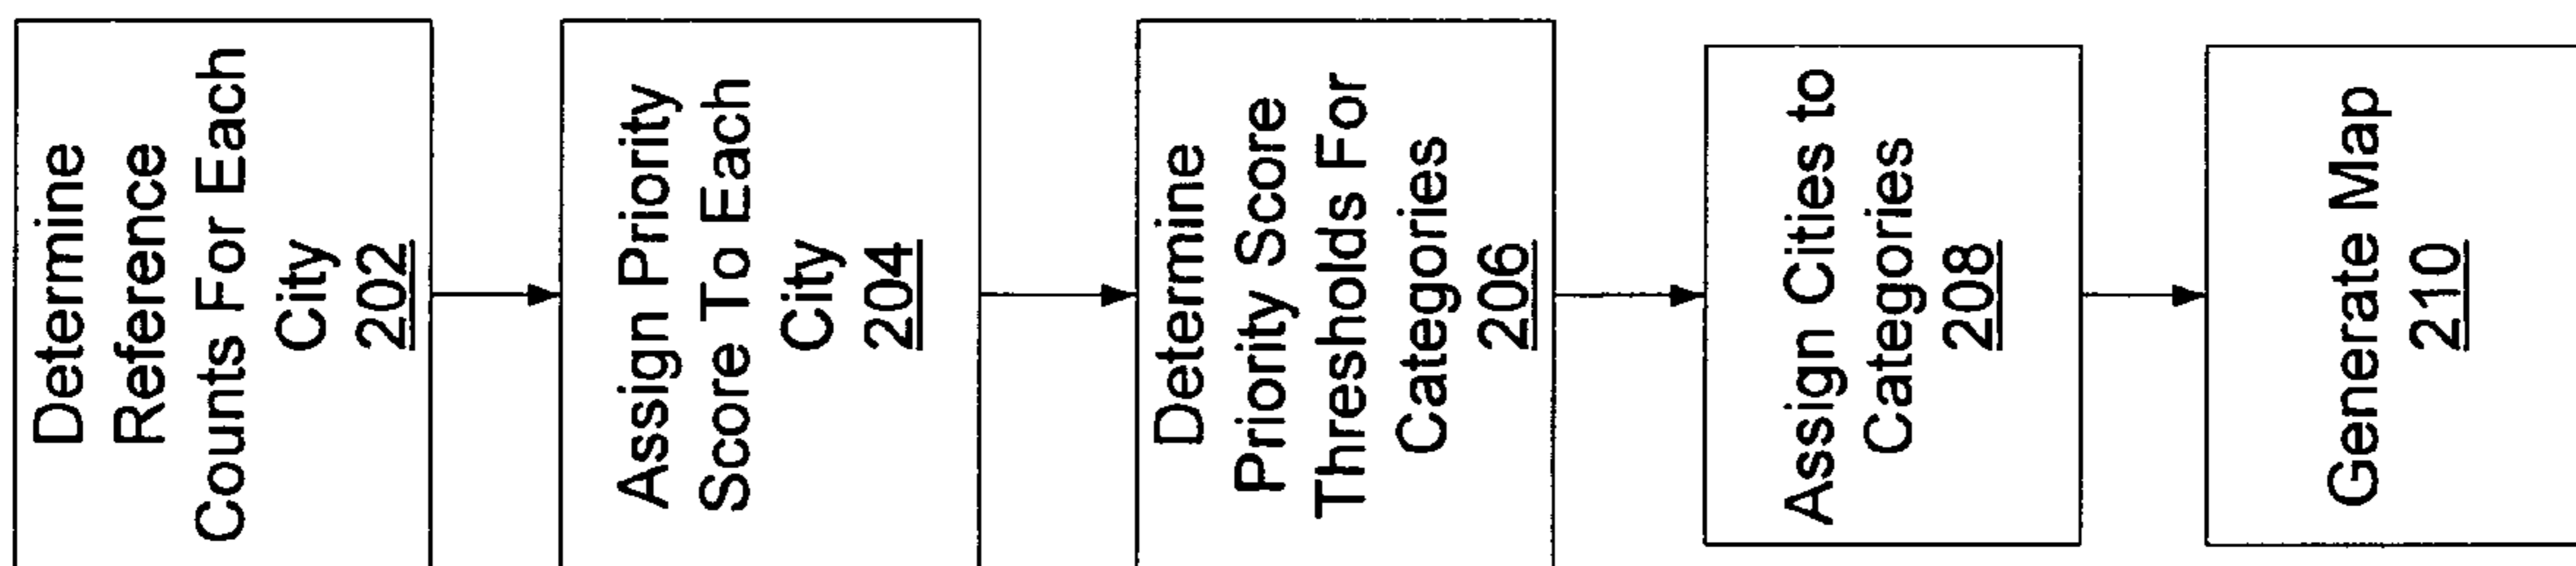 Determine
Reference
Counts For Each
City
202
Assign Priority
Score To Each
City
204
Determine
Priority Score
Thresholds For
Categories
206
Assign Cities to
Categories
208
Generate Map
210